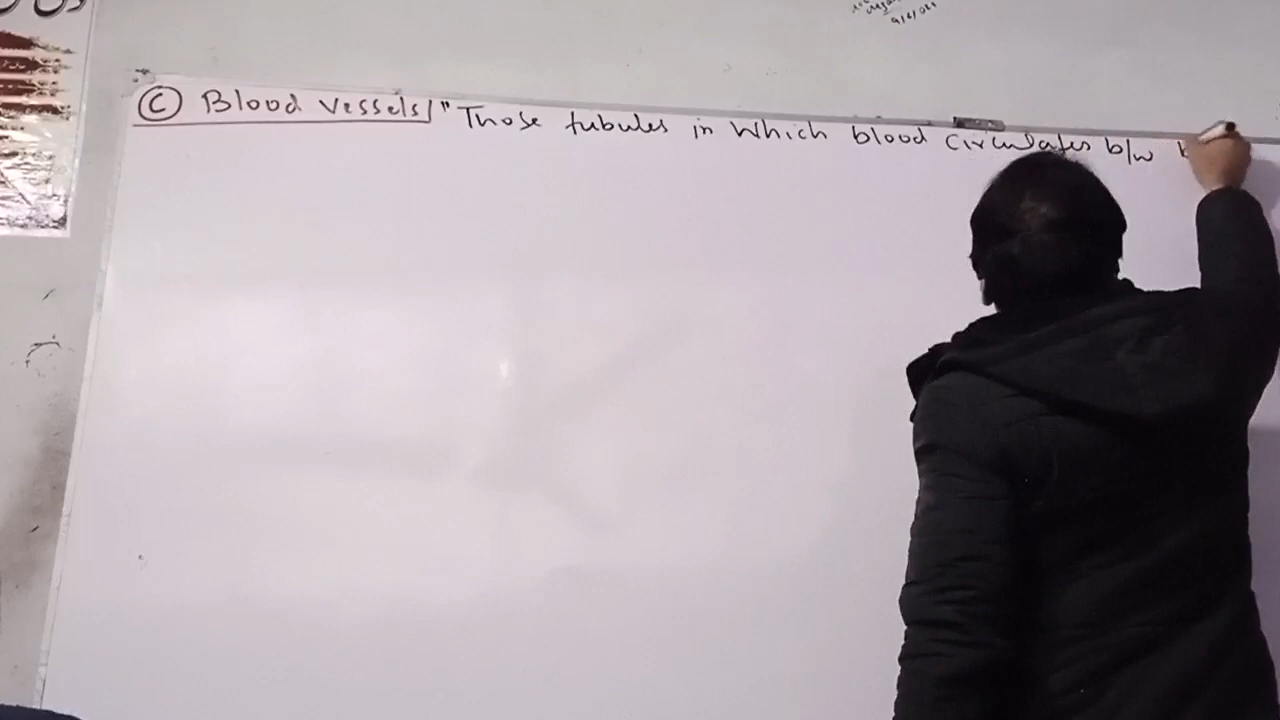 Ⓒ Blood Vessels/ "Those tubules in Which blood Circulates b/w